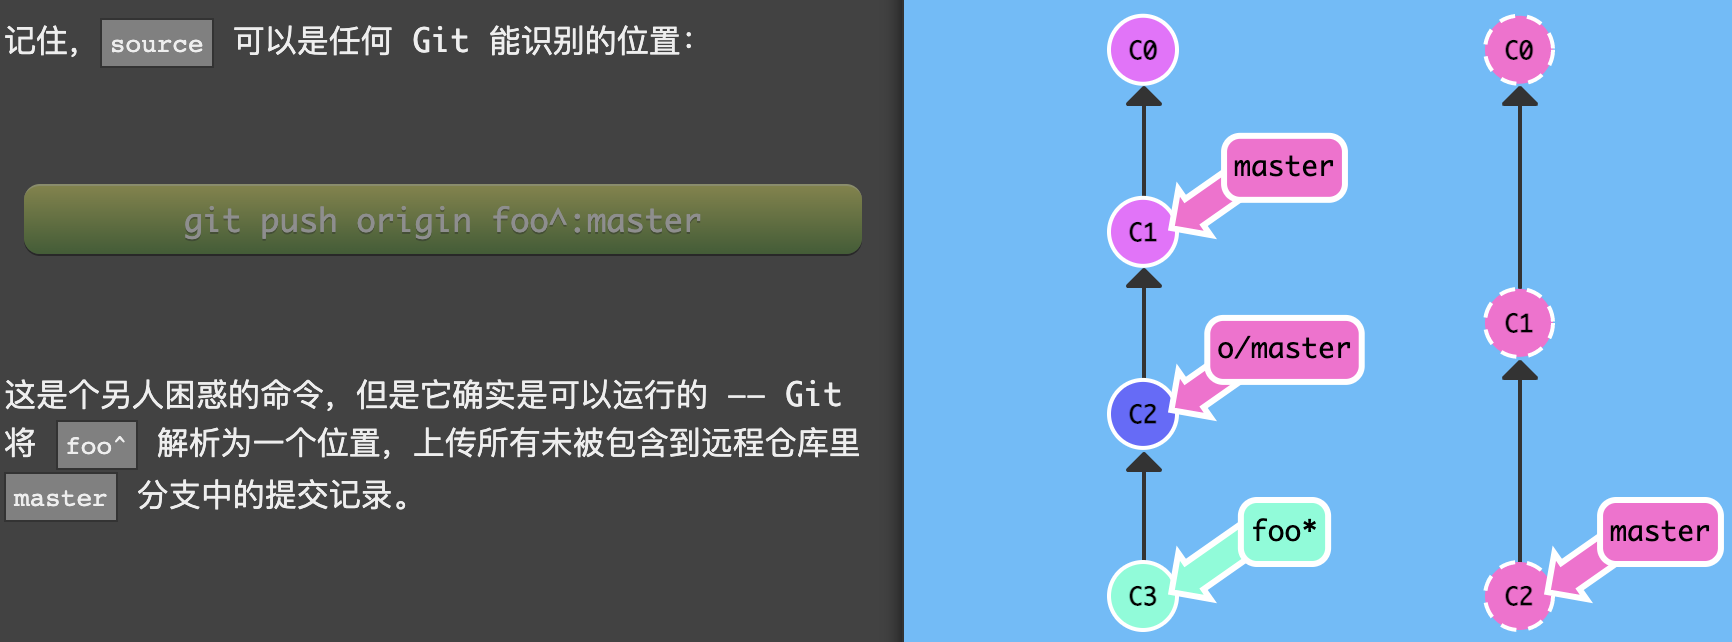 记住， source 可以是任何 Git 能识别的位置：
git push origin foo^:master
这是个另人困惑的命令，但是它确实是可以运行的 —— Git
将 foo^ 解析为一个位置，上传所有未被包含到远程仓库里
master 分支中的提交记录。
C0
master
C1
o/master
C2
foo*
C3
C0
C1
master
C2